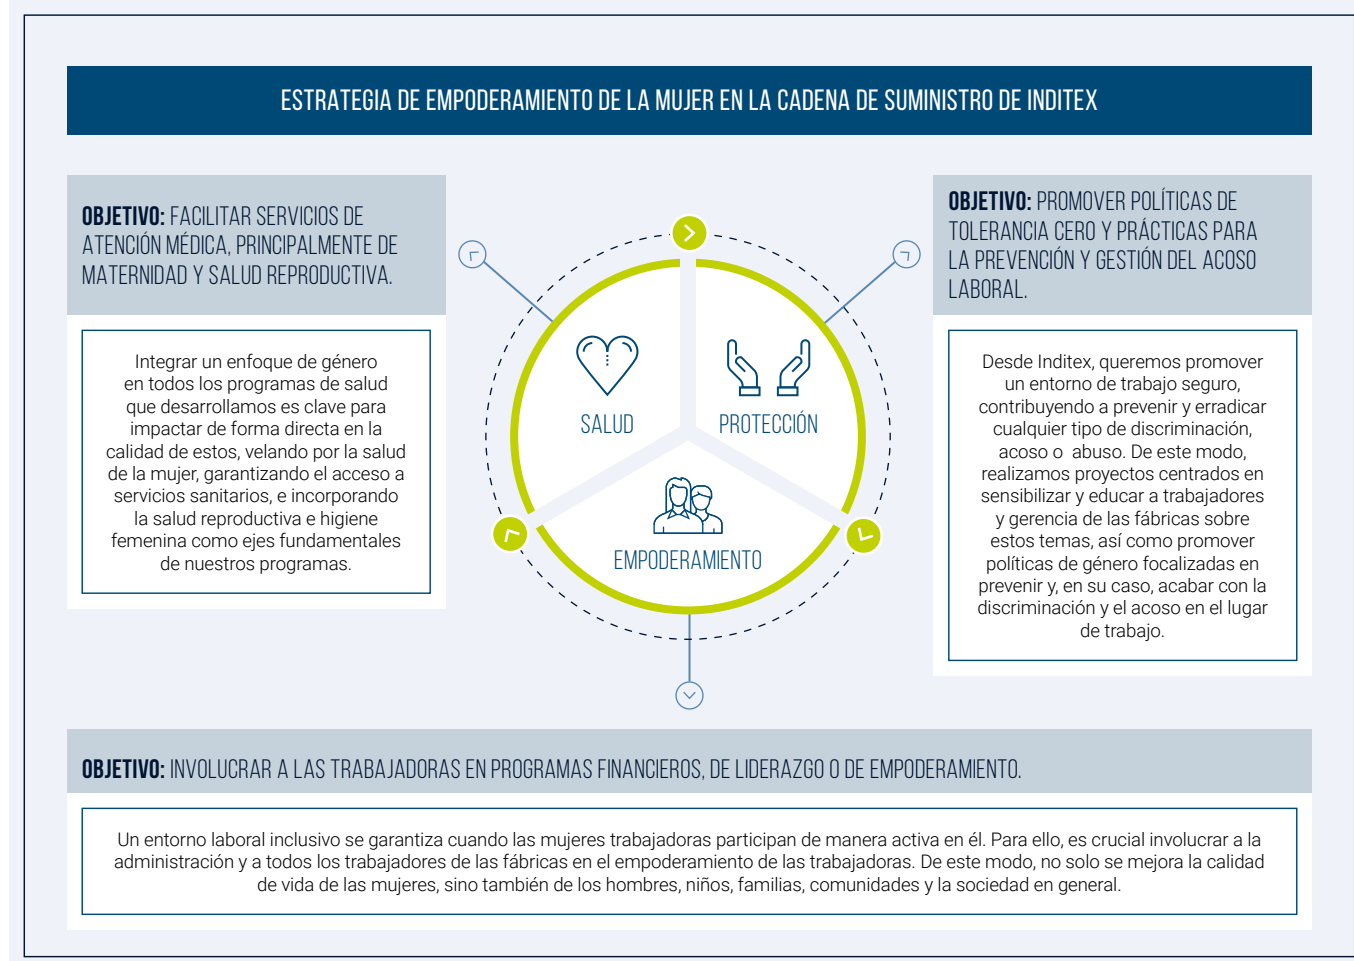 ESTRATEGIA DE EMPODERAMIENTO DE LA MUJER EN LA CADENA DE SUMINISTRO DE INDITEX
OBJETIVO: FACILITAR SERVICIOS DE
ATENCIÓN MÉDICA, PRINCIPALMENTE DE
MATERNIDAD Y SALUD REPRODUCTIVA.
Integrar un enfoque de género
en todos los programas de salud
que desarrollamos es clave para
impactar de forma directa en la
calidad de estos, velando por la salud
de la mujer, garantizando el acceso a
servicios sanitarios, e incorporando
la salud reproductiva e higiene
femenina como ejes fundamentales
de nuestros programas.
SALUD
PROTECCIÓN
EMPODERAMIENTO
OBJETIVO: PROMOVER POLÍTICAS DE
TOLERANCIA CERO Y PRÁCTICAS PARA
LA PREVENCIÓN Y GESTIÓN DEL ACOSO
LABORAL.
Desde Inditex, queremos promover
un entorno de trabajo seguro,
contribuyendo a prevenir y erradicar
cualquier tipo de discriminación,
acoso o abuso. De este modo,
realizamos proyectos centrados en
sensibilizar y educar a trabajadores
y gerencia de las fábricas sobre
estos temas, así como promover
políticas de género focalizadas en
prevenir y, en su caso, acabar con la
discriminación y el acoso en el lugar
de trabajo.
OBJETIVO: INVOLUCRAR A LAS TRABAJADORAS EN PROGRAMAS FINANCIEROS, DE LIDERAZGO O DE EMPODERAMIENTO.
Un entorno laboral inclusivo se garantiza cuando las mujeres trabajadoras participan de manera activa en él. Para ello, es crucial involucrar a la
administración y a todos los trabajadores de las fábricas en el empoderamiento de las trabajadoras. De este modo, no solo se mejora la calidad
de vida de las mujeres, sino también de los hombres, niños, familias, comunidades y la sociedad en general.